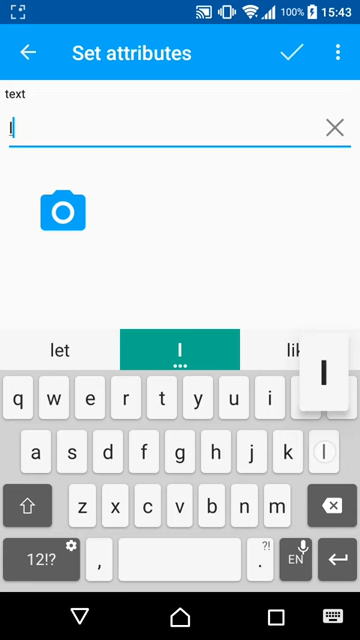 100% 15:43
Set attributes
text
l
let l lik
l
q w e r t y u i
a s d f g h j k l
z x c v b n m
12!? , . ?! EN